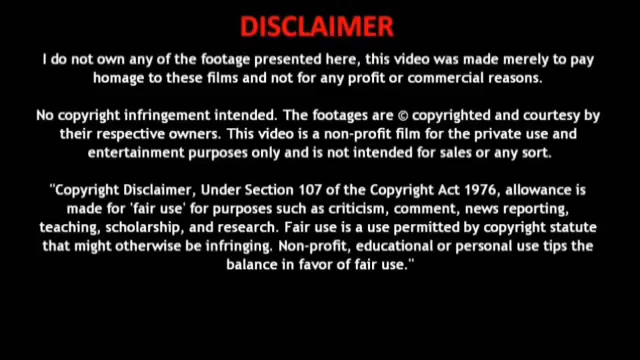 DISCLAIMER
I do not own any of the footage presented here, this video was made merely to pay
homage to these films and not for any profit or commercial reasons.
No copyright infringement intended. The footages are © copyrighted and courtesy by
their respective owners. This video is a non-profit film for the private use and
entertainment purposes only and is not intended for sales or any sort.
"Copyright Disclaimer, Under Section 107 of the Copyright Act 1976, allowance is
made for 'fair use' for purposes such as criticism, comment, news reporting,
teaching, scholarship, and research. Fair use is a use permitted by copyright statute
that might otherwise be infringing. Non-profit, educational or personal use tips the
balance in favor of fair use."